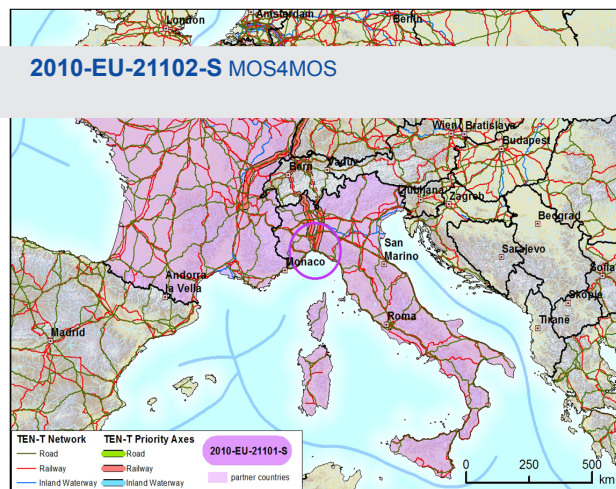 London
Amsterdam
Berlin
2010-EU-21102-S MOS4MOS
Wien
Bratislava
Budapest
Bern
Vaduz
Ljubljana
Zagreb
Beograd
San
Marino
Sarajevo
Monaco
Andorra
la Vella
Sofia
Skopje
Roma
Tiranë
Madrid
TEN-T Network
Road
Railway
Inland Waterway
TEN-T Priority Axes
Road
Railway
Inland Waterway
2010-EU-21101-S
partner countries
0 250 500
km